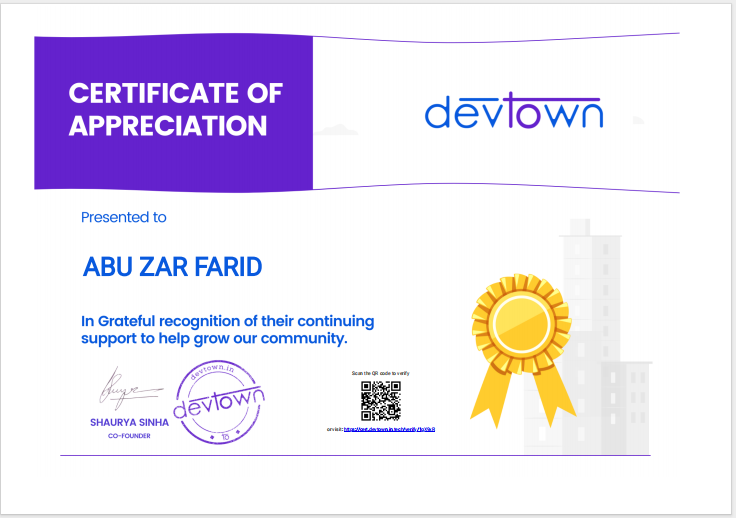 CERTIFICATE OF
APPRECIATION
devtown
Presented to
ABU ZAR FARID
In Grateful recognition of their continuing
support to help grow our community.
devtown.in
devtown
SHAURYA SINHA
CO-FOUNDER
Scan the QR code to verify
or visit: